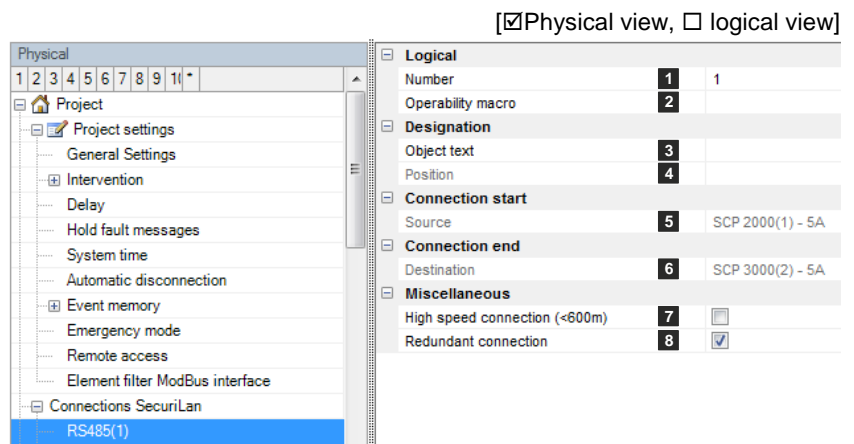 [☑Physical view, ☐ logical view]
Physical
1 2 3 4 5 6 7 8 9 1( *
Project
Project settings
General Settings
Intervention
Delay
Hold fault messages
System time
Automatic disconnection
Event memory
Emergency mode
Remote access
Element filter ModBus interface
Connections SecuriLan
RS485(1)
Logical
Number 1 1
Operability macro 2
Designation
Object text 3
Position 4
Connection start
Source 5 SCP 2000(1) - 5A
Connection end
Destination 6 SCP 3000(2) - 5A
Miscellaneous
High speed connection (<600m) 7
Redundant connection 8